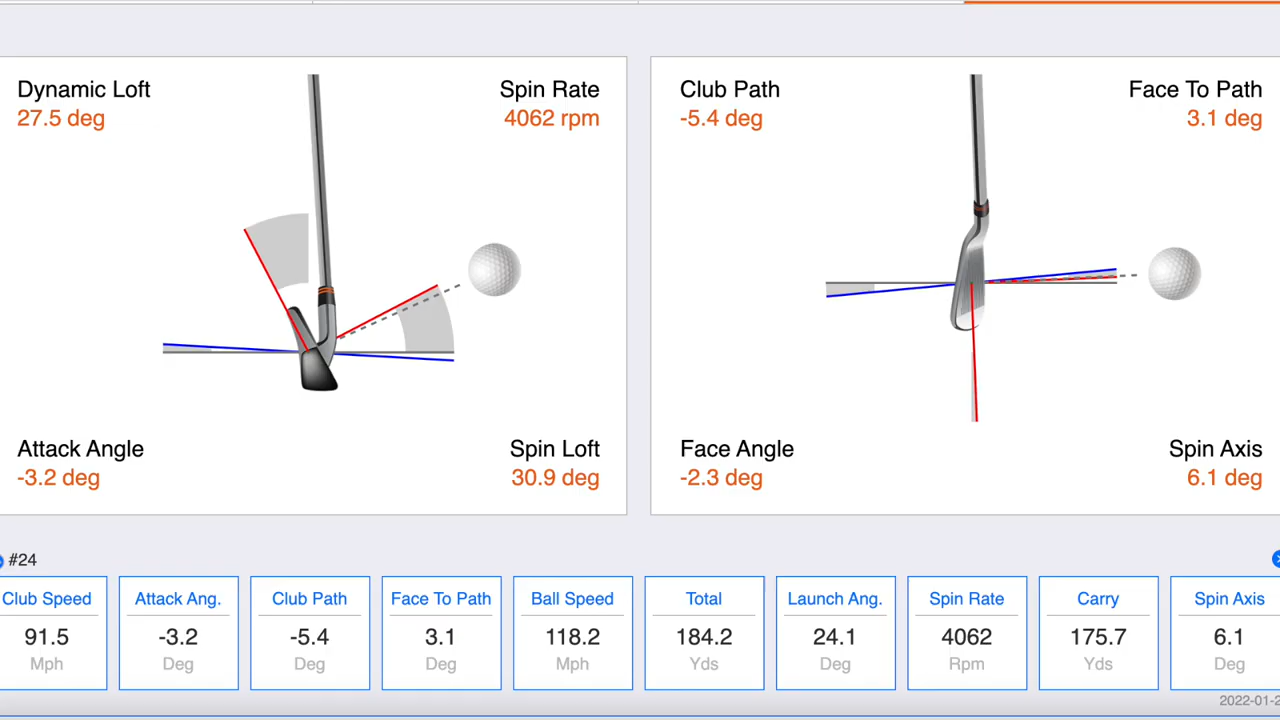 Dynamic Loft
27.5 deg
Spin Rate
4062 rpm
Attack Angle
-3.2 deg
Spin Loft
30.9 deg
Club Path
-5.4 deg
Face To Path
3.1 deg
Face Angle
-2.3 deg
Spin Axis
6.1 deg
#24
Club Speed
91.5
Mph
Attack Ang.
-3.2
Deg
Club Path
-5.4
Deg
Face To Path
3.1
Deg
Ball Speed
118.2
Mph
Total
184.2
Yds
Launch Ang.
24.1
Deg
Spin Rate
4062
Rpm
Carry
175.7
Yds
Spin Axis
6.1
Deg
2022-01-2